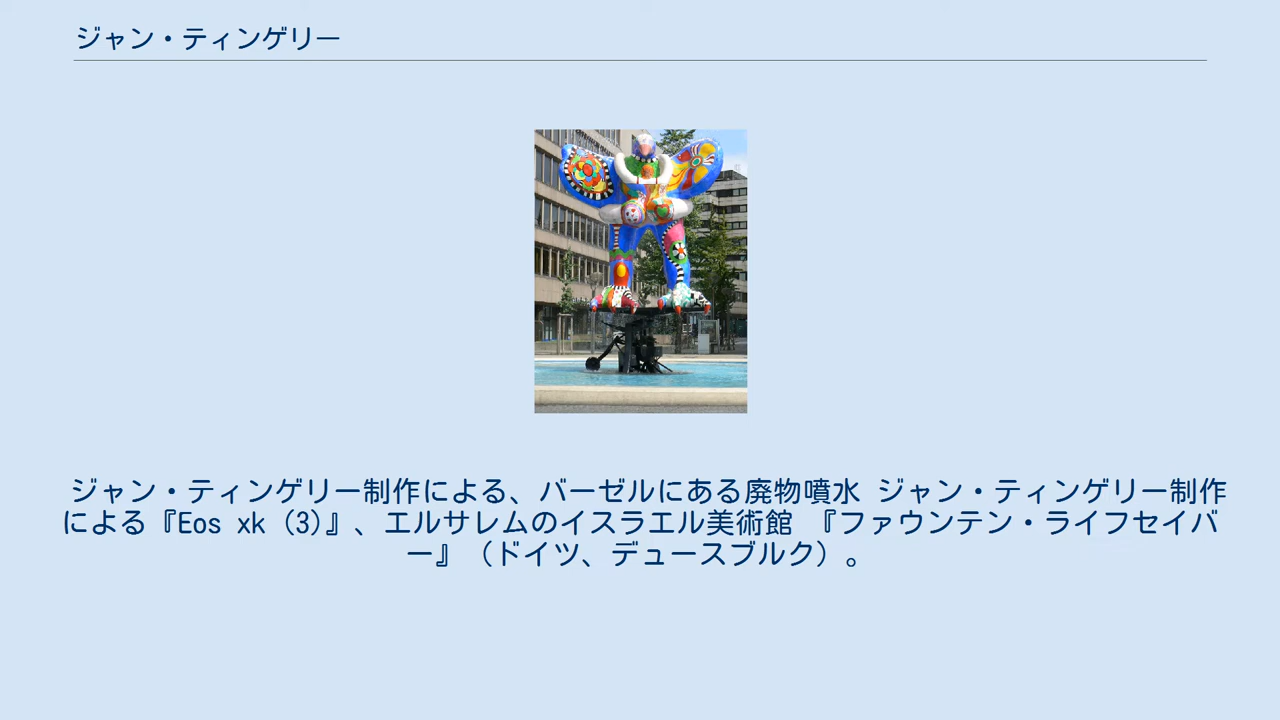 ジャン・ティンゲリー
ジャン・ティンゲリー制作による、バーゼルにある廃物噴水 ジャン・ティンゲリー制作
による『Eos xk (3)』、エルサレムのイスラエル美術館 『ファウンテン・ライフセイバ
ー』（ドイツ、デュースブルク）。